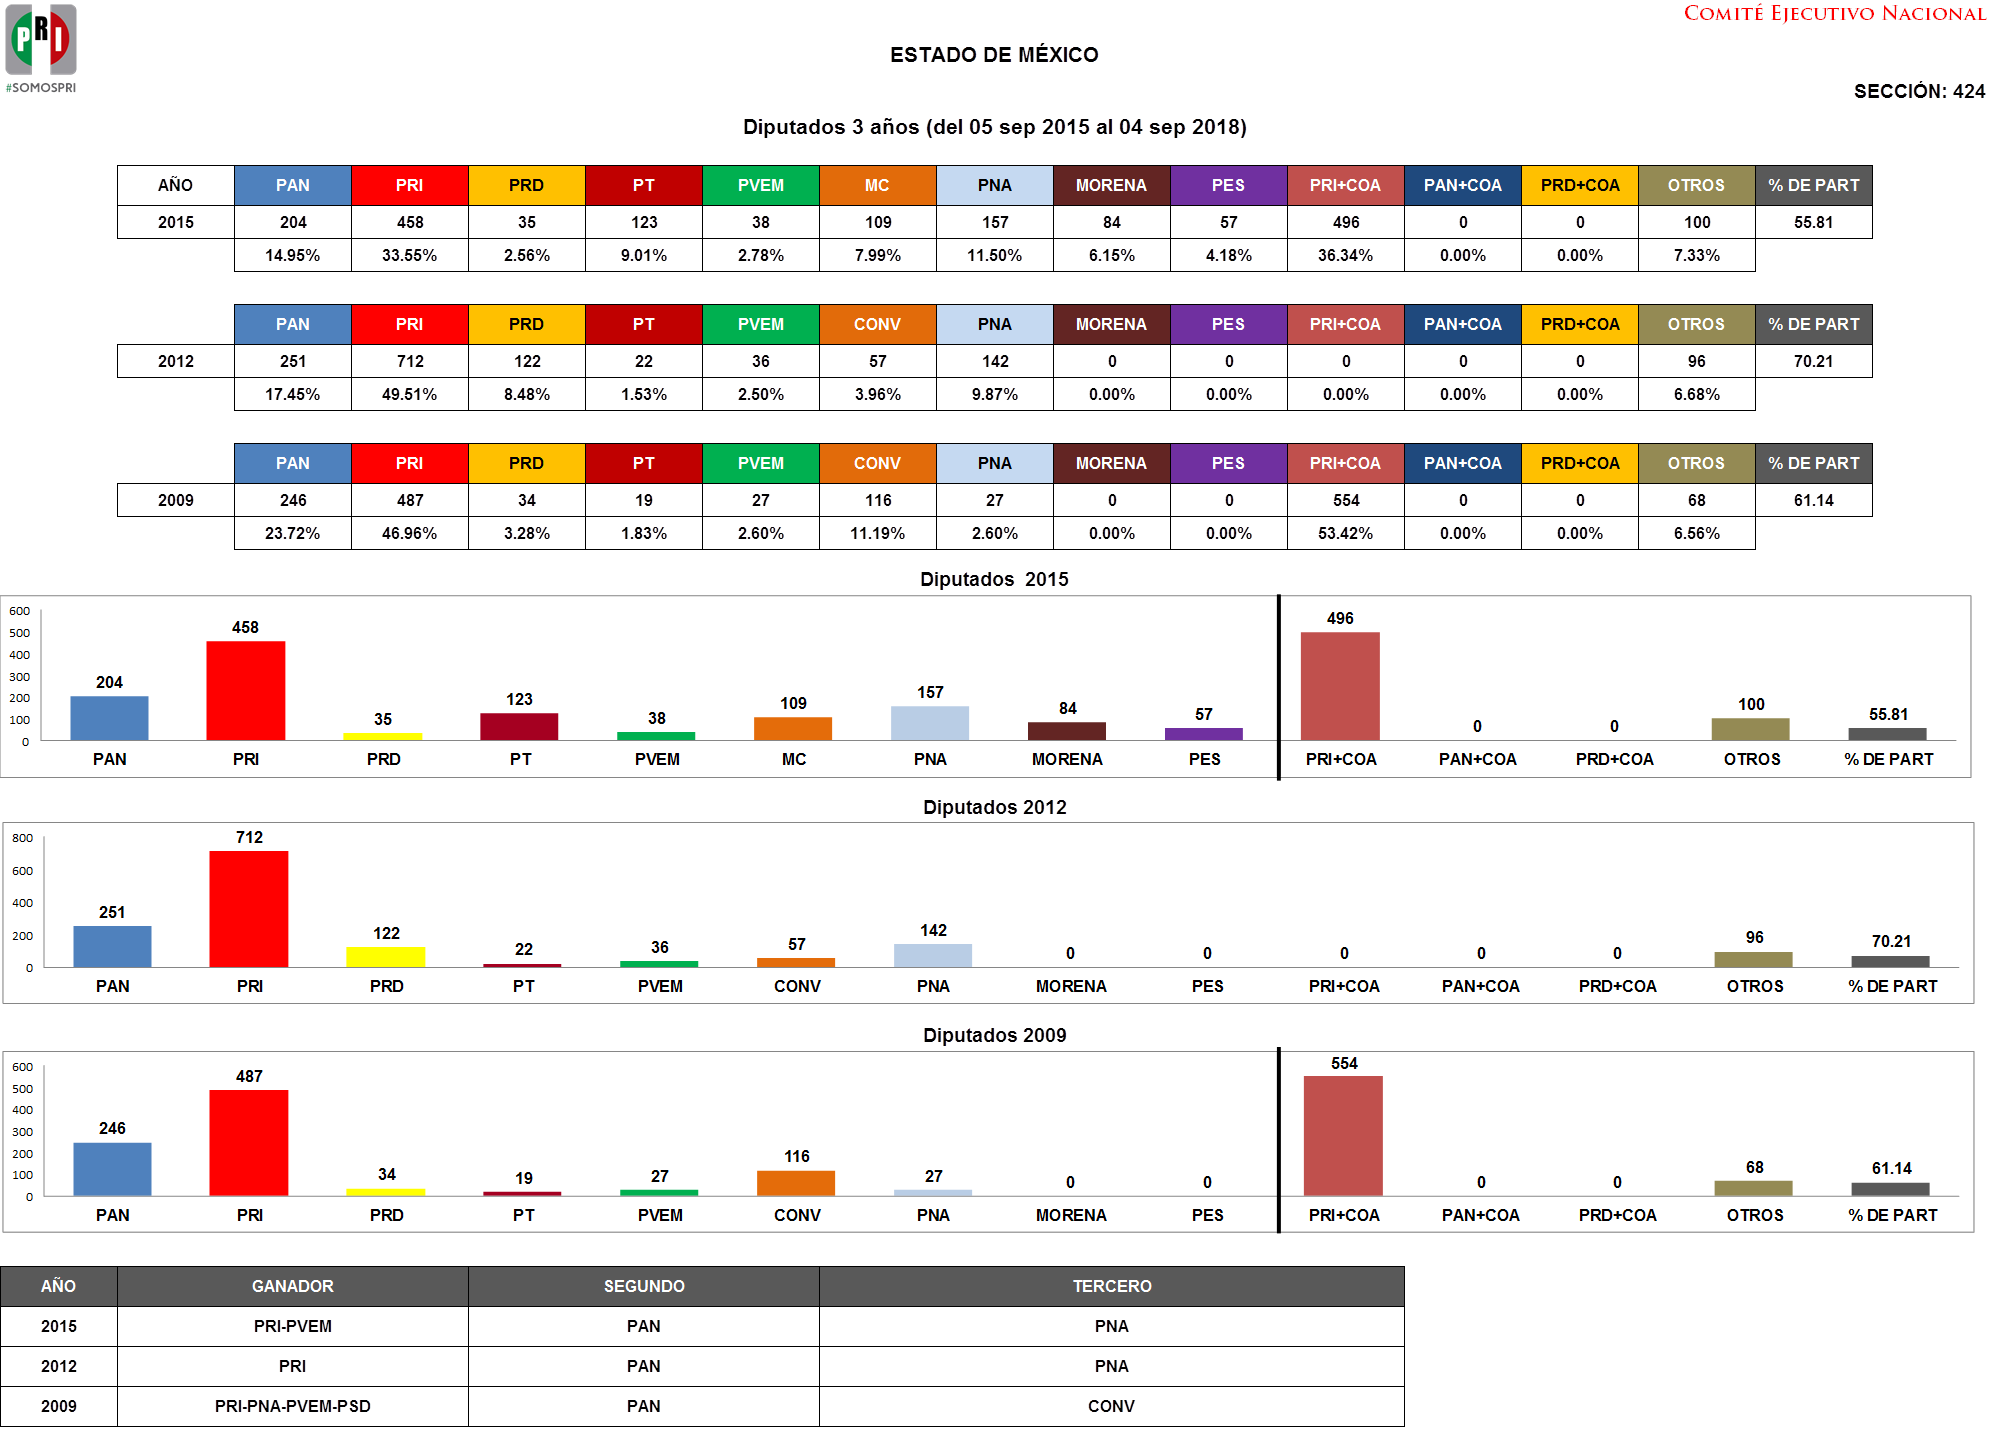 PRI
#SOMOSPRI
COMITÉ EJECUTIVO NACIONAL
ESTADO DE MÉXICO
SECCIÓN: 424
Diputados 3 años (del 05 sep 2015 al 04 sep 2018)
AÑO PAN PRI PRD PT PVEM MC PNA MORENA PES PRI+COA PAN+COA PRD+COA OTROS % DE PART
2015 204 458 35 123 38 109 157 84 57 496 0 0 100 55.81
14.95% 33.55% 2.56% 9.01% 2.78% 7.99% 11.50% 6.15% 4.18% 36.34% 0.00% 0.00% 7.33%
PAN PRI PRD PT PVEM CONV PNA MORENA PES PRI+COA PAN+COA PRD+COA OTROS % DE PART
2012 251 712 122 22 36 57 142 0 0 0 0 0 96 70.21
17.45% 49.51% 8.48% 1.53% 2.50% 3.96% 9.87% 0.00% 0.00% 0.00% 0.00% 0.00% 6.68%
PAN PRI PRD PT PVEM CONV PNA MORENA PES PRI+COA PAN+COA PRD+COA OTROS % DE PART
2009 246 487 34 19 27 116 27 0 0 554 0 0 68 61.14
23.72% 46.96% 3.28% 1.83% 2.60% 11.19% 2.60% 0.00% 0.00% 53.42% 0.00% 0.00% 6.56%
Diputados 2015
600
500
400
300
200
100
0
204 458 35 123 38 109 157 84 57 496 0 0 100 55.81
PAN PRI PRD PT PVEM MC PNA MORENA PES PRI+COA PAN+COA PRD+COA OTROS % DE PART
Diputados 2012
800
600
400
200
0
251 712 122 22 36 57 142 0 0 0 0 0 96 70.21
PAN PRI PRD PT PVEM CONV PNA MORENA PES PRI+COA PAN+COA PRD+COA OTROS % DE PART
Diputados 2009
600
500
400
300
200
100
0
246 487 34 19 27 116 27 0 0 554 0 0 68 61.14
PAN PRI PRD PT PVEM CONV PNA MORENA PES PRI+COA PAN+COA PRD+COA OTROS % DE PART
AÑO GANADOR SEGUNDO TERCERO
2015 PRI-PVEM PAN PNA
2012 PRI PAN PNA
2009 PRI-PNA-PVEM-PSD PAN CONV